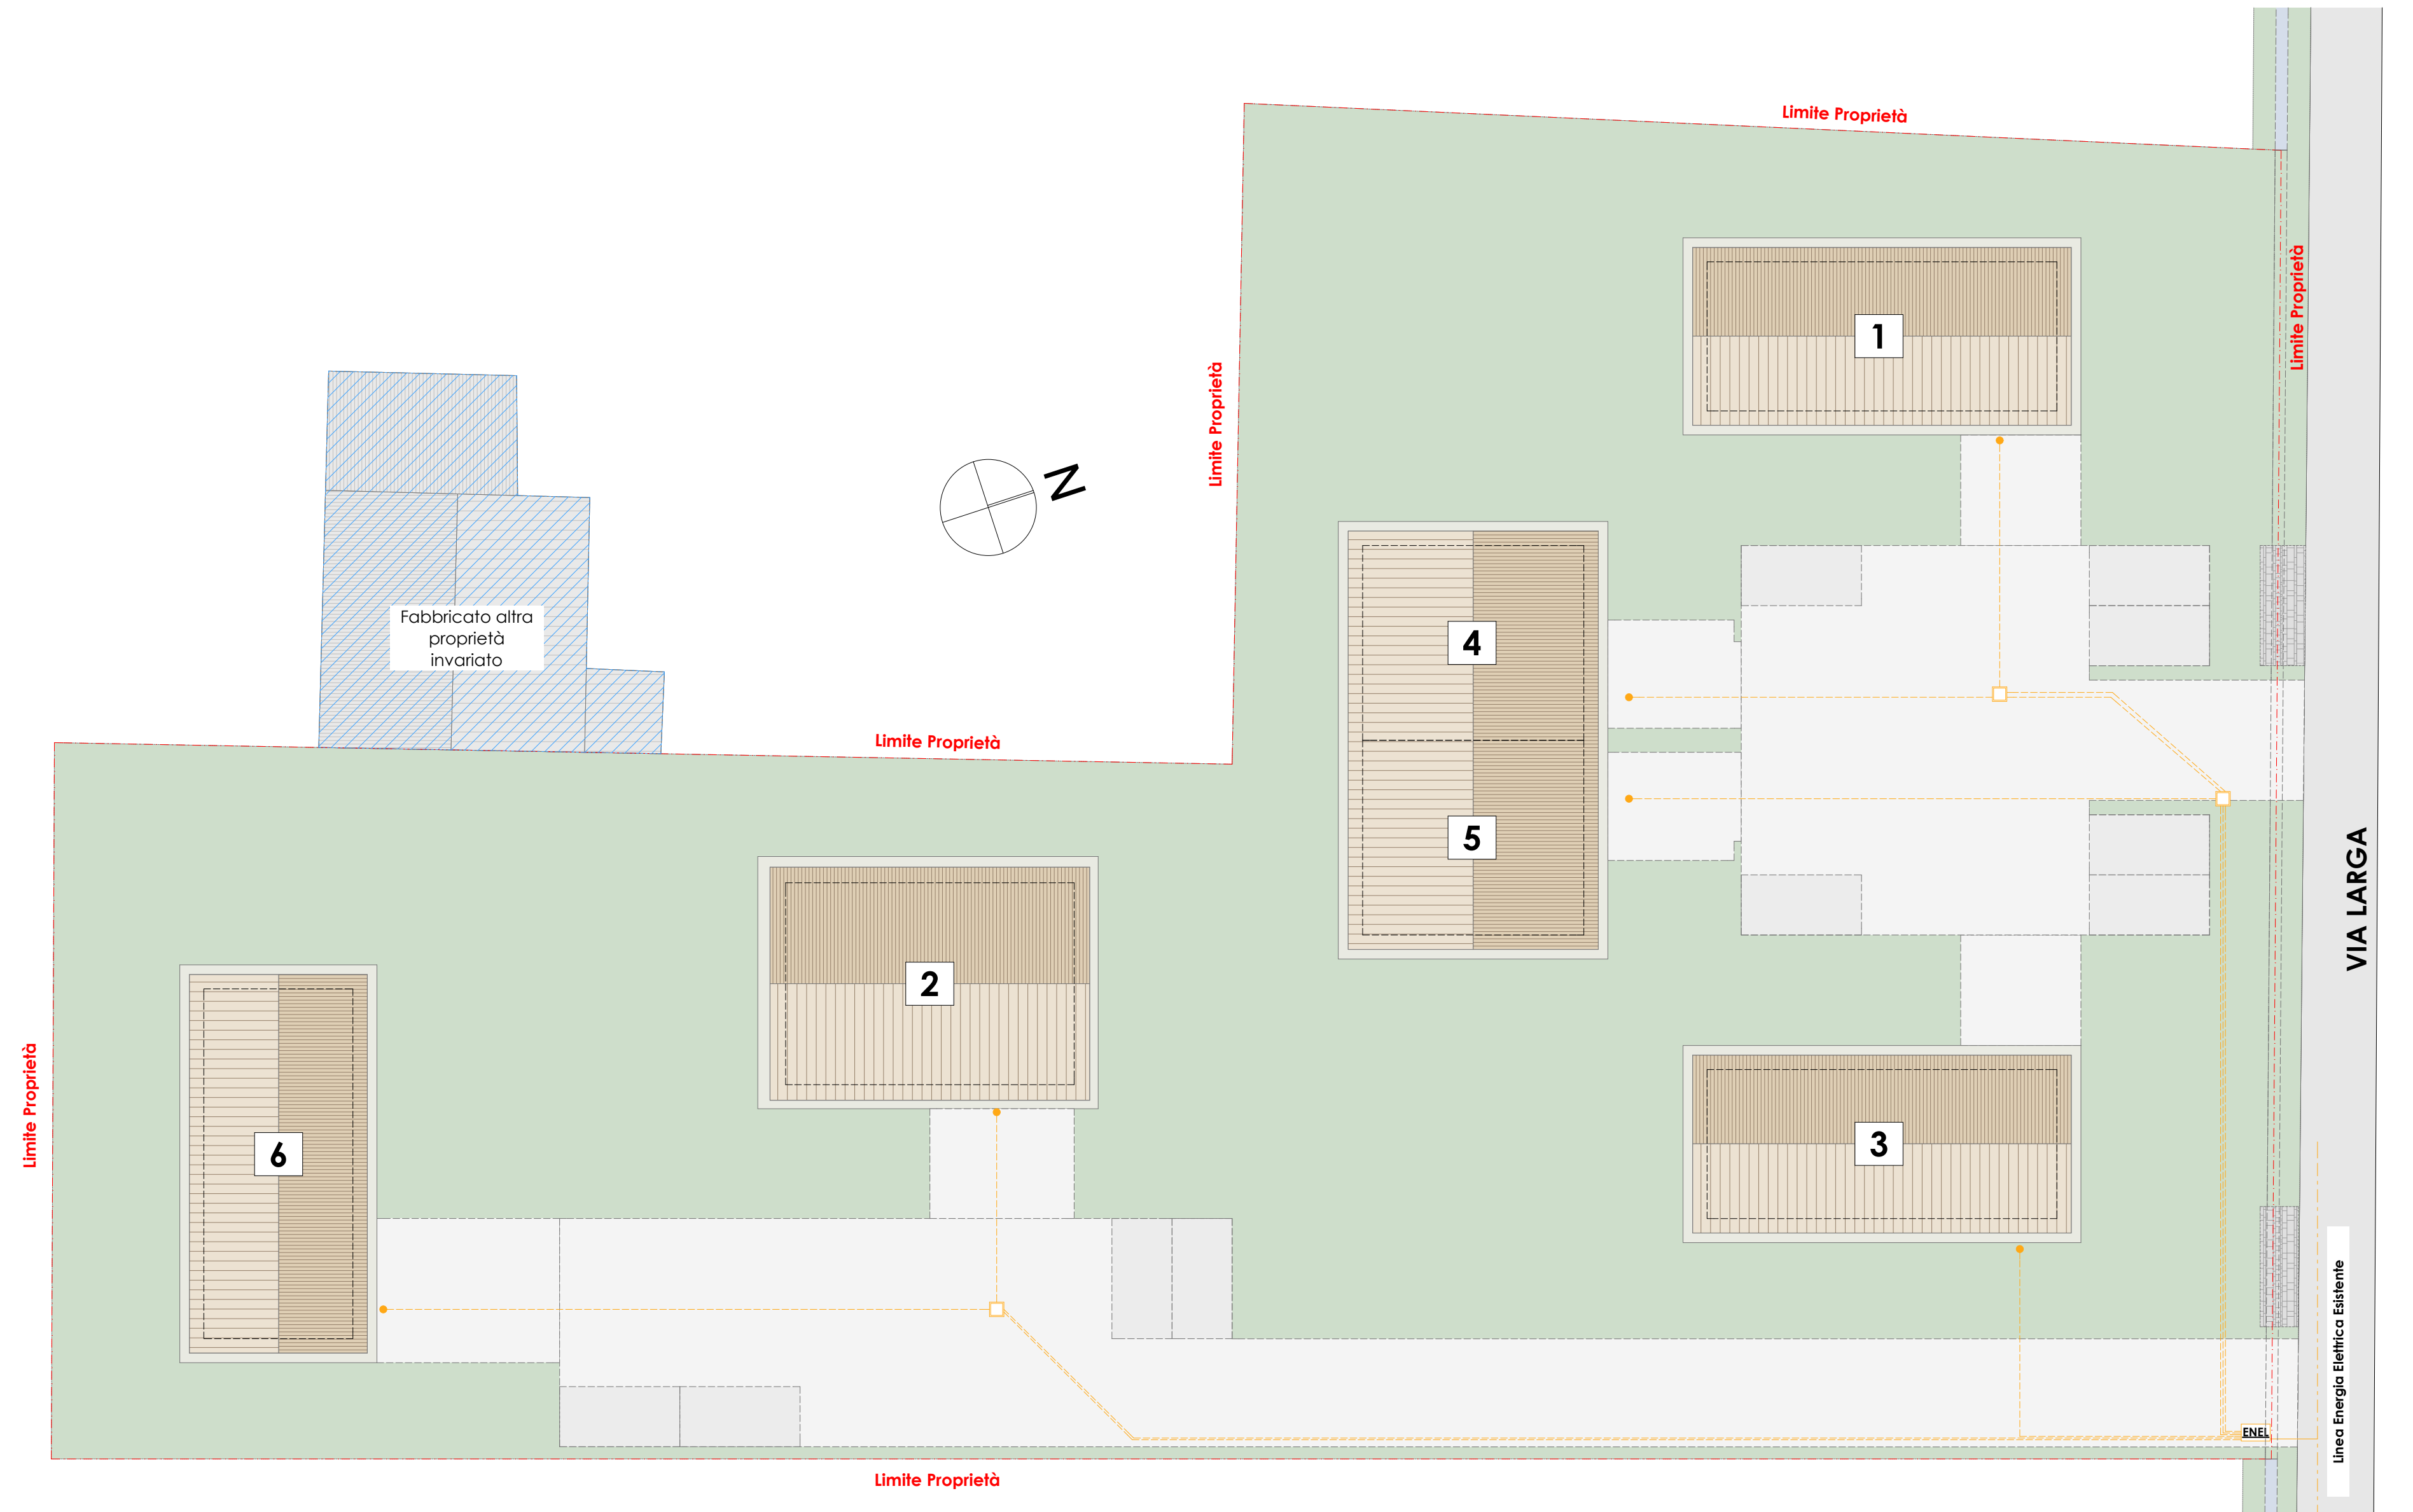 Limite Proprietà
Limite Proprietà
1
Limite Proprietà
N
4
Fabbricato altra
proprietà
invariato
Limite Proprietà
5
VIA LARGA
2
6
3
Limite Proprietà
Linea Energia Elettrica Esistente
ENEL
Limite Proprietà